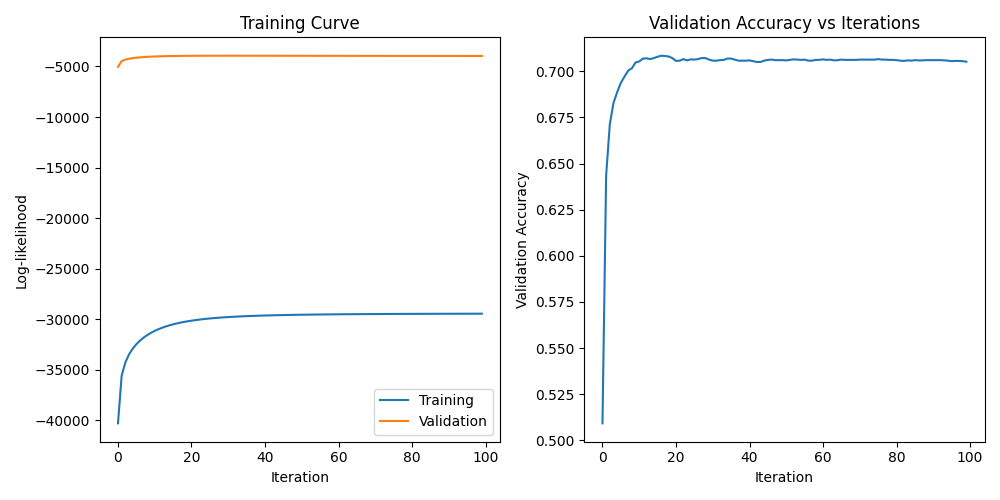 Training Curve
Log-likelihood
−5000
−10000
−15000
−20000
−25000
−30000
−35000
−40000
0 20 40 60 80 100
Iteration
Training
Validation
Validation Accuracy vs Iterations
Validation Accuracy
0.700
0.675
0.650
0.625
0.600
0.575
0.550
0.525
0.500
0 20 40 60 80 100
Iteration